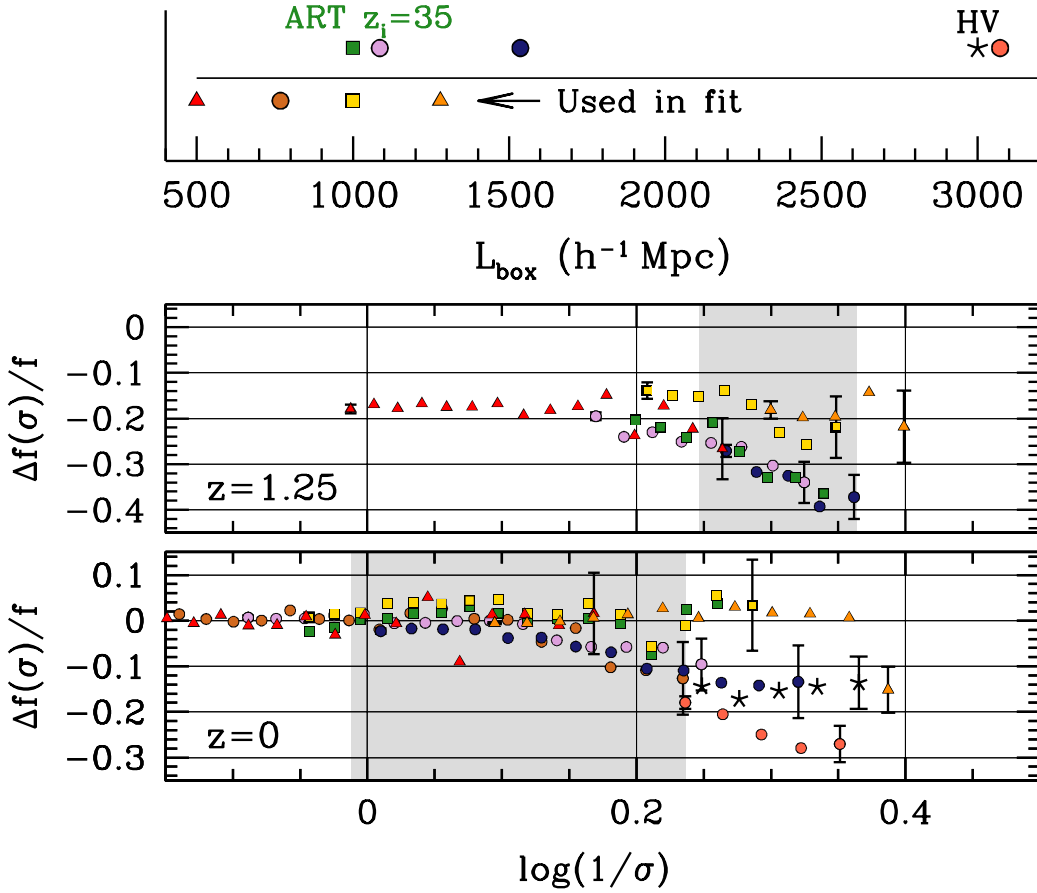 ART z_i=35
HV
Used in fit
500 1000 1500 2000 2500 3000
L_box (h⁻¹ Mpc)
Δf(σ)/f
0
−0.1
−0.2
−0.3
−0.4
z=1.25
Δf(σ)/f
0.1
0
−0.1
−0.2
−0.3
z=0
0 0.2 0.4
log(1/σ)